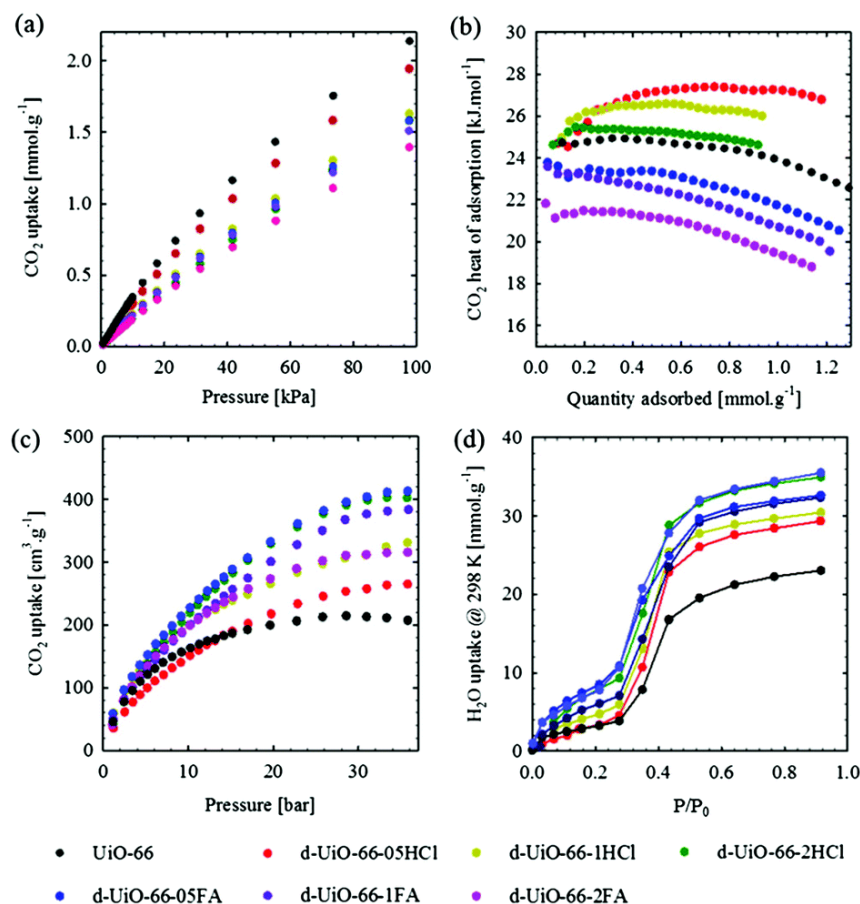 (a)
CO2 uptake [mmol.g-1]
2.0
1.5
1.0
0.5
0.0
0 20 40 60 80 100
Pressure [kPa]
(b)
CO2 heat of adsorption [kJ.mol-1]
30
28
26
24
22
20
18
16
0.0 0.2 0.4 0.6 0.8 1.0 1.2
Quantity adsorbed [mmol.g-1]
(c)
CO2 uptake [cm3.g-1]
500
400
300
200
100
0
0 10 20 30
Pressure [bar]
(d)
H2O uptake @ 298 K [mmol.g-1]
40
30
20
10
0
0.0 0.2 0.4 0.6 0.8 1.0
P/P0
UiO-66 d-UiO-66-05HCl d-UiO-66-1HCl d-UiO-66-2HCl
d-UiO-66-05FA d-UiO-66-1FA d-UiO-66-2FA